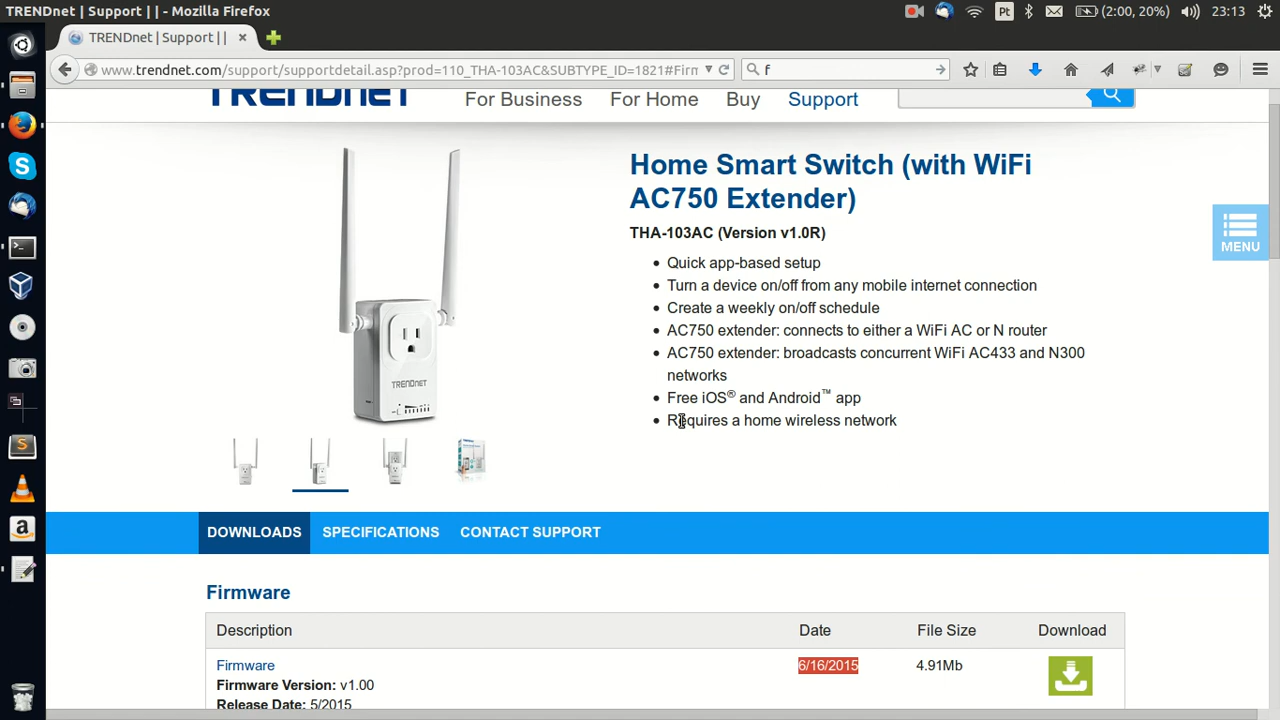 TRENDnet | Support | | - Mozilla Firefox
Pt
(2:00, 20%)
23:13
TRENDnet | Support | |
www.trendnet.com/support/supportdetail.asp?prod=110_THA-103AC&SUBTYPE_ID=1821#Firm
f
TRENDnet
For Business
For Home
Buy
Support
Home Smart Switch (with WiFi
AC750 Extender)
THA-103AC (Version v1.0R)
Quick app-based setup
Turn a device on/off from any mobile internet connection
Create a weekly on/off schedule
AC750 extender: connects to either a WiFi AC or N router
AC750 extender: broadcasts concurrent WiFi AC433 and N300
networks
Free iOS® and Android™ app
Requires a home wireless network
MENU
TRENDNET
DOWNLOADS
SPECIFICATIONS
CONTACT SUPPORT
Firmware
Description
Date
File Size
Download
Firmware
6/16/2015
4.91Mb
Firmware Version: v1.00
Release Date: 5/2015